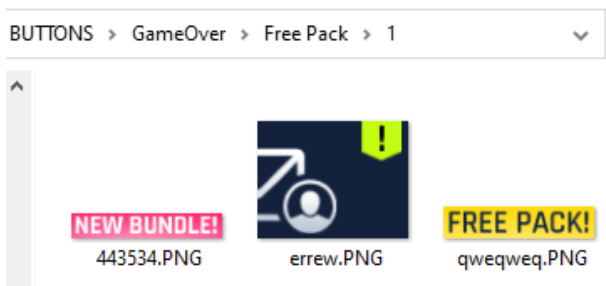 BUTTONS > GameOver > Free Pack > 1
!
NEW BUNDLE!
FREE PACK!
443534.PNG
errew.PNG
qweqweq.PNG